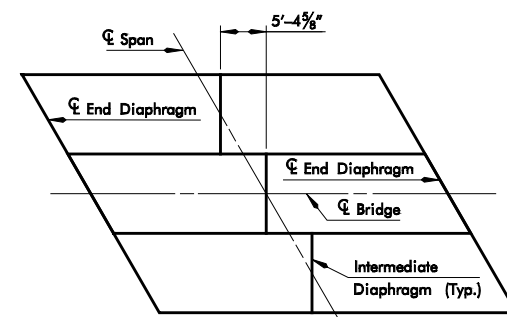 5'-4⅝"
℄ Span
℄ End Diaphragm
℄ End Diaphragm
℄ Bridge
Intermediate
Diaphragm (Typ.)